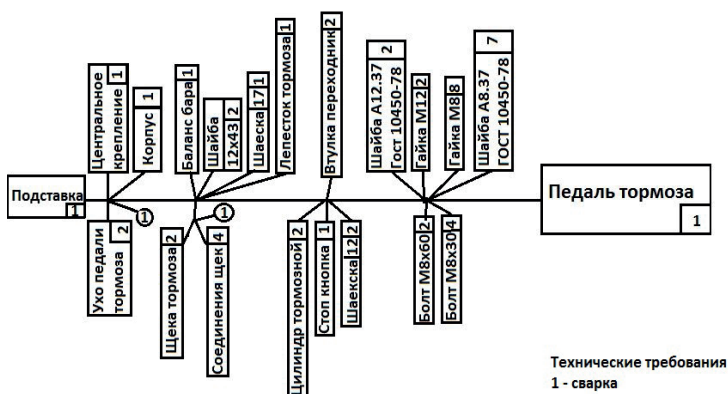 Центральное
крепление 1
Корпус 1
Баланс бара 1
Шайба
12x43 2
Шаеска 17 1
Лепесток тормоза 1
Втулка переходник 2
Шайба А12.37
Гост 10450-78
2
Гайка М12 2
Гайка М8 8
Шайба А8.37
ГОСТ 10450-78
7
Подставка
1
1
1
Педаль тормоза
1
Ухо педали
тормоза 2
Щека тормоза 2
Соединения щек 4
Цилиндр тормозной 2
Стоп кнопка 1
Шаекска 12 2
Болт М8х60 2
Болт М8х30 4
Технические требования
1 - сварка